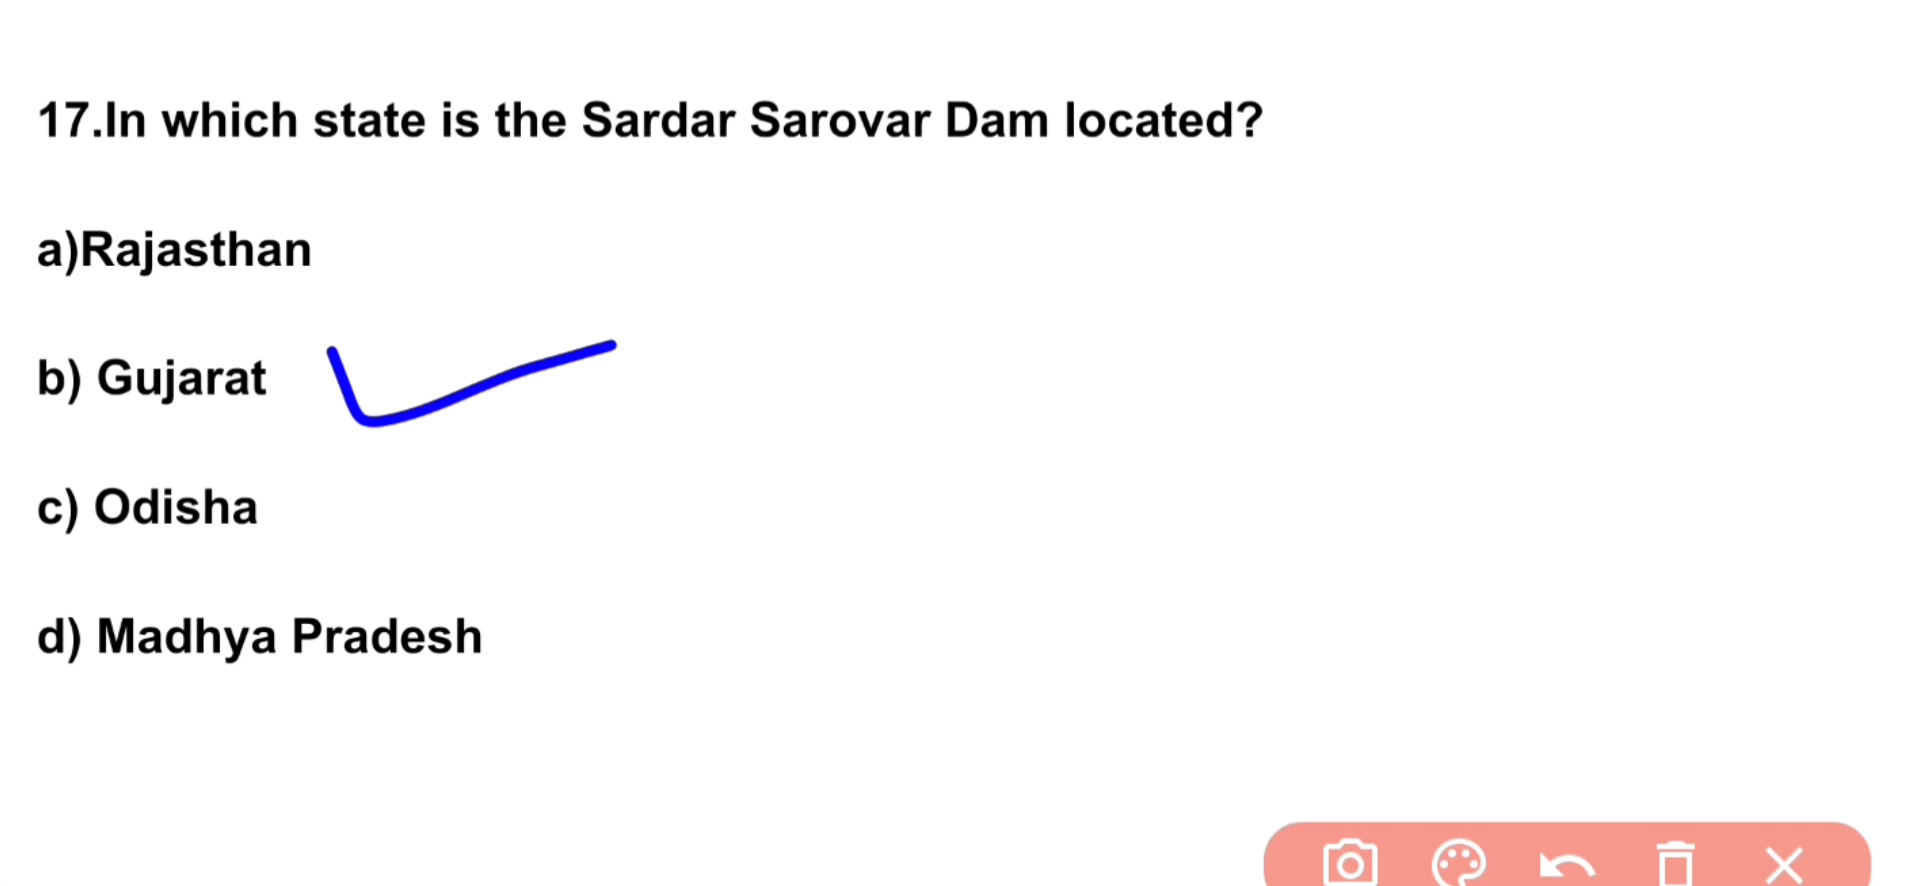 17.In which state is the Sardar Sarovar Dam located?
a)Rajasthan
b) Gujarat
c) Odisha
d) Madhya Pradesh